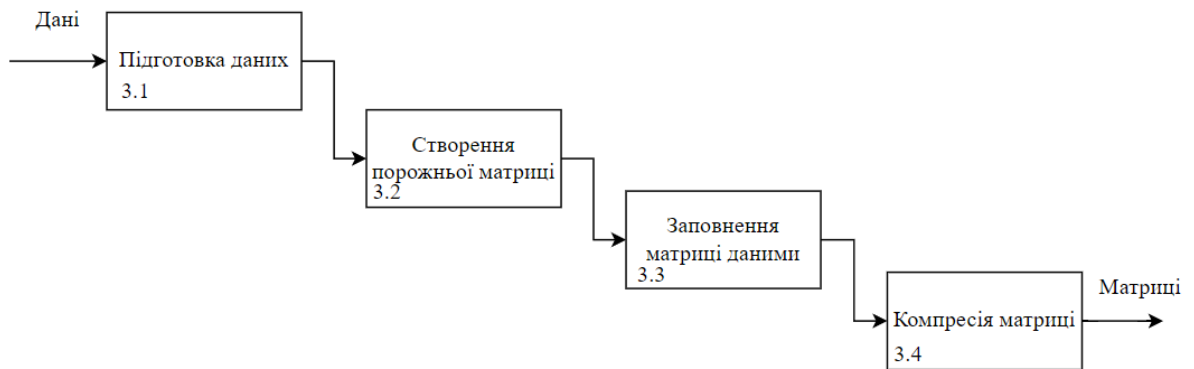 Дані
Підготовка даних
3.1
Створення
порожньої матриці
3.2
Заповнення
матриці даними
3.3
Компресія матриці
3.4
Матриці